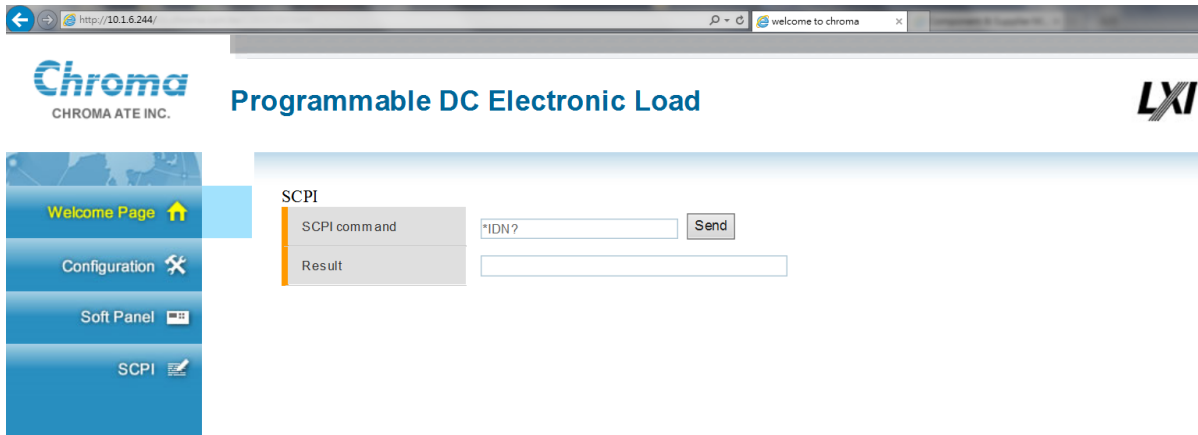 http://10.1.6.244/
welcome to chroma
Chroma
CHROMA ATE INC.
Programmable DC Electronic Load
LXI
Welcome Page
Configuration
Soft Panel
SCPI
SCPI
SCPI command
*IDN?
Send
Result